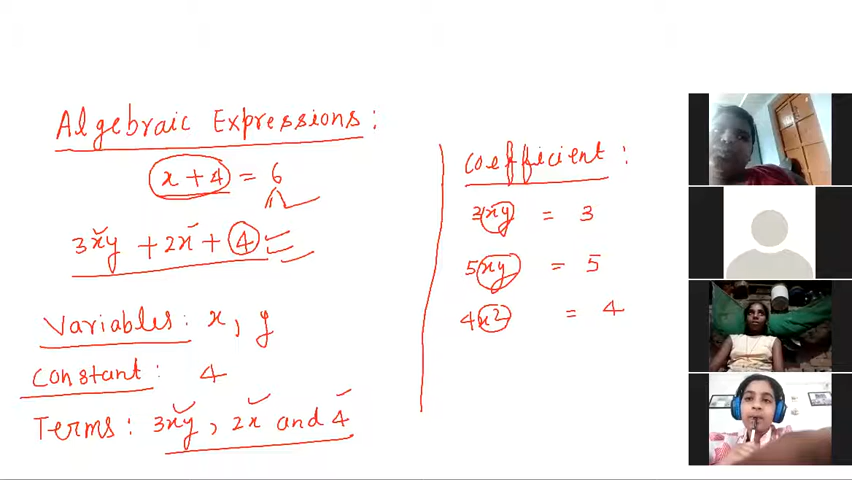 Algebraic Expressions:
x + 4 = 6
3xy + 2x + 4
Variables: x, y
Constant: 4
Terms: 3xy, 2x and 4
coefficient:
3xy = 3
5xy = 5
4x2 = 4